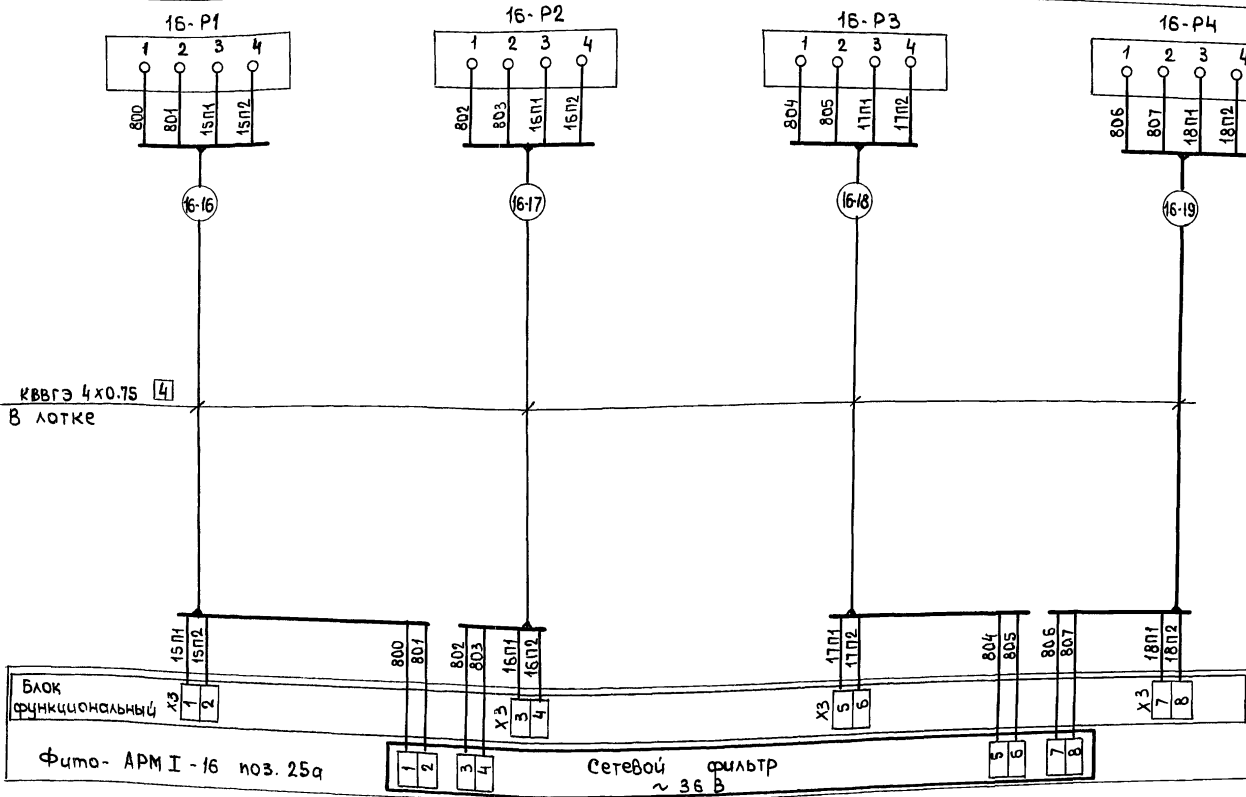 16-Р1
16-Р2
16-Р3
16-Р4
1 2 3 4
1 2 3 4
1 2 3 4
1 2 3 4
800 801 15П1 15П2
802 803 16П1 16П2
804 805 17П1 17П2
806 807 18П1 18П2
16-16
16-17
16-18
16-19
КВВГЭ 4х0.75 4
В лотке
15П1 15П2 800 801
802 803 16П1 16П2
17П1 17П2 804 805
806 807 18П1 18П2
Блок
функциональный
Х3 1 2
Х3 3 4
Х3 5 6
Х3 7 8
Фито- АРМ I -16 поз. 25а
1 2
3 4
Сетевой фильтр
~ 36 В
5 6
7 8